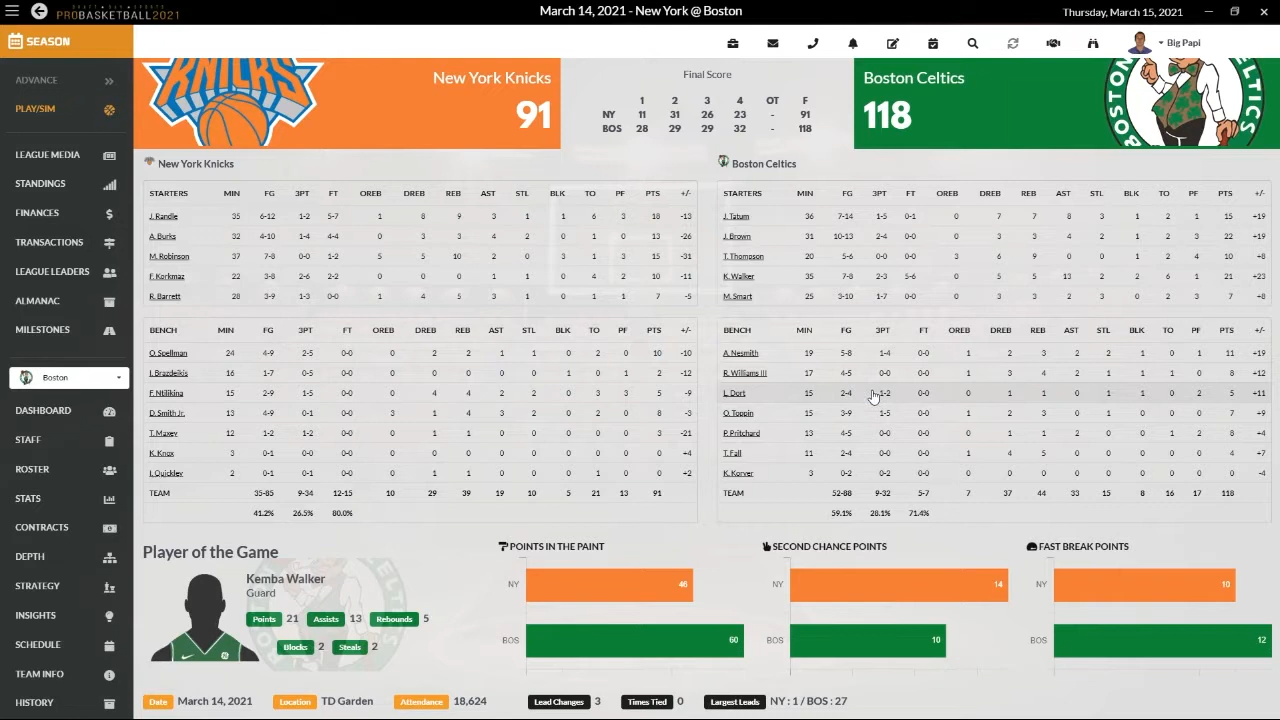 DRAFT DAY SPORTS
PROBASKETBALL2021
March 14, 2021 - New York @ Boston
Thursday, March 15, 2021
SEASON
Big Papi
ADVANCE
PLAY/SIM
LEAGUE MEDIA
STANDINGS
FINANCES
TRANSACTIONS
LEAGUE LEADERS
ALMANAC
MILESTONES
Boston
DASHBOARD
STAFF
ROSTER
STATS
CONTRACTS
DEPTH
STRATEGY
INSIGHTS
SCHEDULE
TEAM INFO
HISTORY
KNICKS
New York Knicks
91
Final Score
1 2 3 4 OT F
NY 11 31 26 23 - 91
BOS 28 29 29 32 - 118
Boston Celtics
118
BOSTON CELTICS
New York Knicks
STARTERS MIN FG 3PT FT OREB DREB REB AST STL BLK TO PF PTS +/-
J. Randle 35 6-12 1-2 5-7 1 8 9 3 1 1 6 3 18 -13
A. Burks 32 4-10 1-4 4-4 0 3 3 4 2 0 1 0 13 -26
M. Robinson 37 7-8 0-0 1-2 5 5 10 2 0 3 1 3 15 -31
F. Korkmaz 22 3-8 2-6 2-2 0 0 0 1 1 0 4 2 10 -11
R. Barrett 28 3-9 1-3 0-0 1 4 5 3 1 0 1 1 7 -5
BENCH MIN FG 3PT FT OREB DREB REB AST STL BLK TO PF PTS +/-
O. Spellman 24 4-9 2-5 0-0 0 2 2 1 1 0 2 0 10 -10
I. Brazdeikis 16 1-7 0-5 0-0 0 0 0 0 0 1 0 1 2 -12
F. Ntilikina 15 2-9 1-5 0-0 0 4 4 2 2 0 3 3 5 -9
D. Smith Jr. 13 4-9 0-1 0-0 3 1 4 3 2 0 2 0 8 -3
T. Maxey 12 1-2 1-2 0-0 0 1 1 0 0 0 0 0 3 -21
K. Knox 3 0-1 0-0 0-0 0 0 0 0 0 0 0 0 0 +4
I. Quickley 2 0-1 0-1 0-0 0 1 1 0 0 0 1 0 0 +2
TEAM 35-85 9-34 12-15 10 29 39 19 10 5 21 13 91
41.2% 26.5% 80.0%
Boston Celtics
STARTERS MIN FG 3PT FT OREB DREB REB AST STL BLK TO PF PTS +/-
J. Tatum 36 7-14 1-5 0-1 0 7 7 8 3 1 2 1 15 +19
J. Brown 31 10-13 2-4 0-0 0 3 3 4 2 1 2 3 22 +19
T. Thompson 20 5-6 0-0 0-0 3 6 9 0 0 1 2 4 10 +8
K. Walker 36 7-8 2-3 5-6 0 5 5 13 2 2 6 1 21 +23
M. Smart 25 3-10 1-7 0-0 0 3 3 2 3 0 2 3 7 +8
BENCH MIN FG 3PT FT OREB DREB REB AST STL BLK TO PF PTS +/-
A. Nesmith 19 5-8 1-4 0-0 1 2 3 2 2 1 0 1 11 +19
R. Williams III 17 4-5 0-0 0-0 1 3 4 2 1 1 1 0 8 +12
L. Dort 15 2-4 1-2 0-0 0 1 1 0 1 1 0 2 5 +11
O. Toppin 15 3-9 1-5 0-0 1 2 3 0 1 1 0 0 7 +9
P. Pritchard 13 4-5 0-0 0-0 0 1 1 2 0 0 1 2 8 +4
T. Fall 11 2-4 0-0 0-0 1 4 5 0 0 0 0 0 4 +7
K. Korver 0-2 0-2 0-0 0 0 0 0 0 0 0 0 0 -4
TEAM 52-88 9-32 5-7 7 37 44 33 15 8 16 17 118
59.1% 28.1% 71.4%
Player of the Game
Kemba Walker
Guard
Points 21 Assists 13 Rebounds 5
Blocks 2 Steals 2
POINTS IN THE PAINT
NY 46
BOS 60
SECOND CHANCE POINTS
NY 14
BOS 10
FAST BREAK POINTS
NY 10
BOS 12
Date March 14, 2021 Location TD Garden Attendance 18,624 Lead Changes 3 Times Tied 0 Largest Leads NY : 1 / BOS : 27